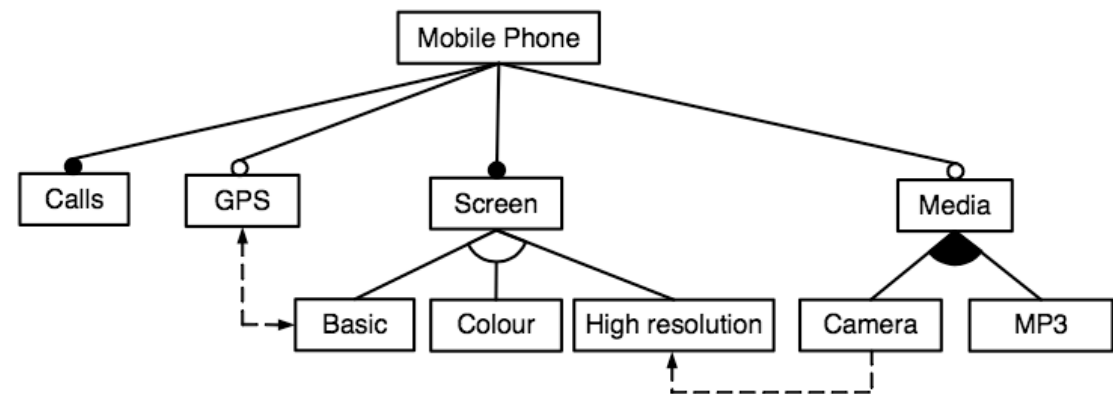 Mobile Phone
Calls
GPS
Screen
Media
Basic
Colour
High resolution
Camera
MP3